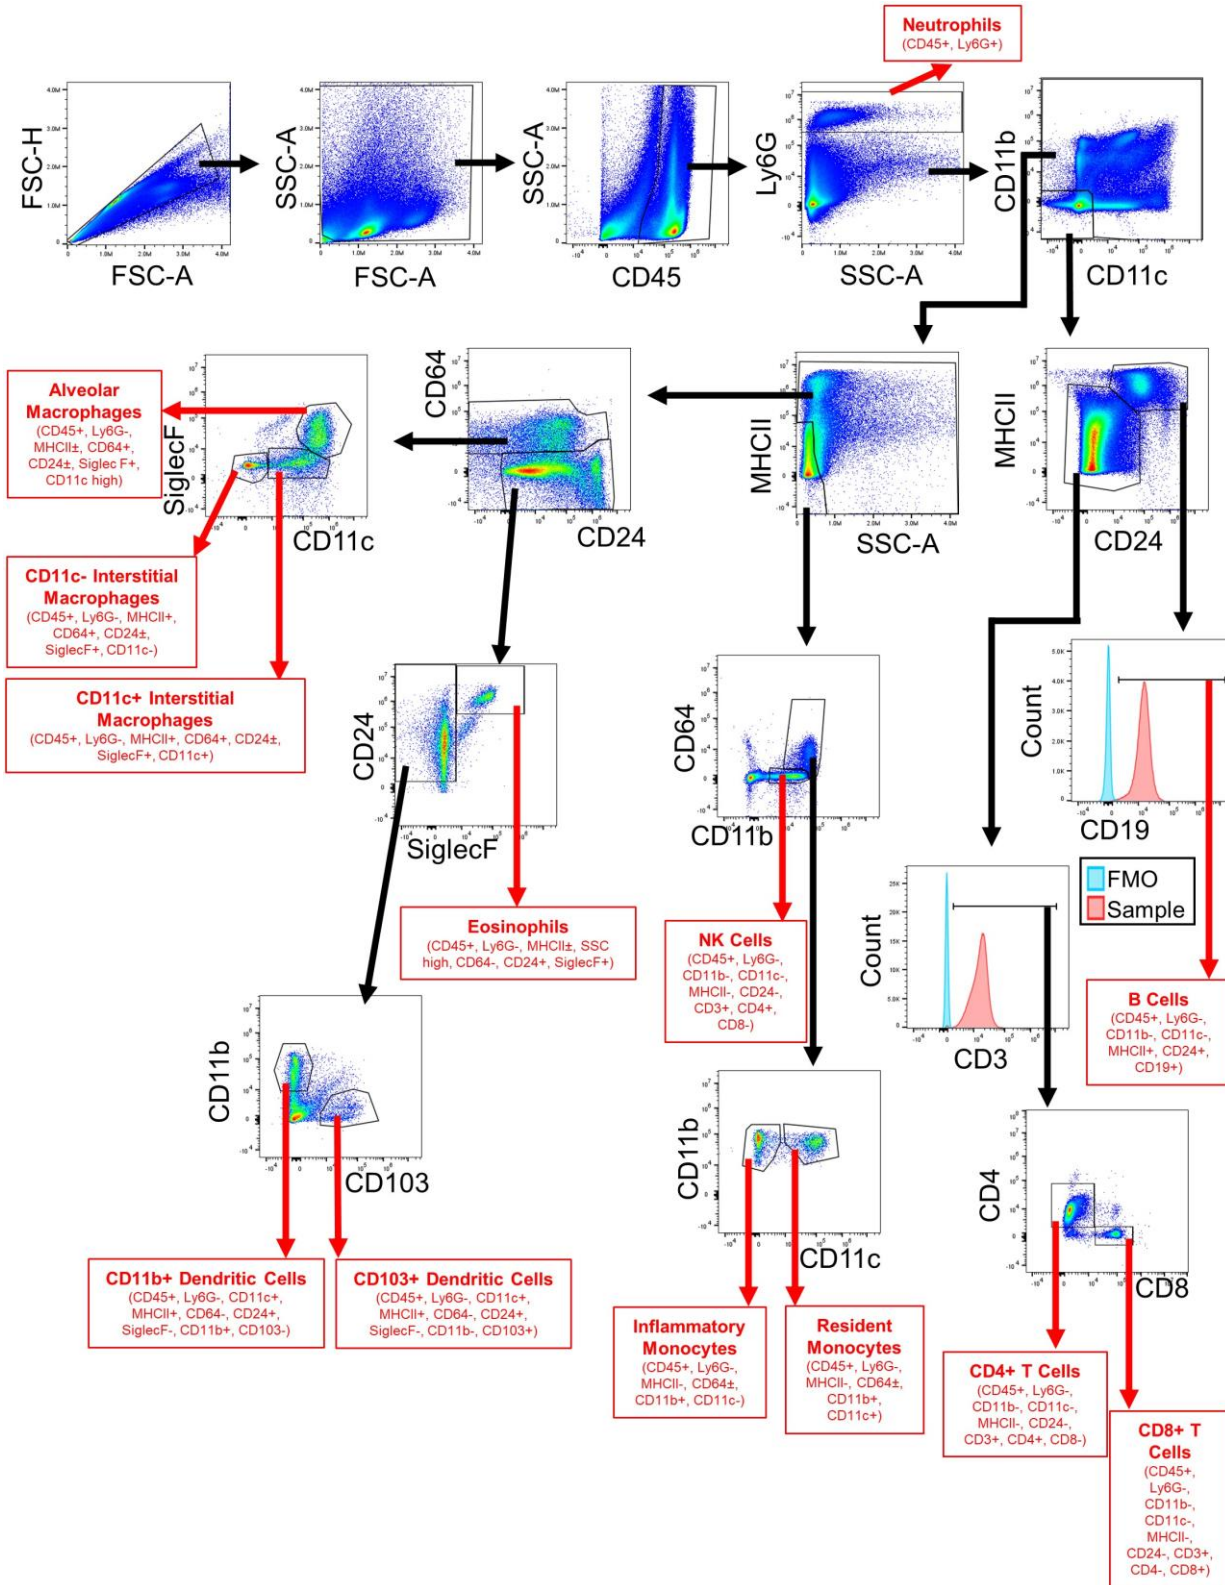 Neutrophils
(CD45+, Ly6G+)
FSC-H
FSC-A
SSC-A
FSC-A
SSC-A
CD45
Ly6G
SSC-A
CD11b
CD11c
Alveolar
Macrophages
(CD45+, Ly6G-,
MHCII±, CD64+,
CD24±, Siglec F+,
CD11c high)
SiglecF
CD11c
CD64
CD24
MHCII
SSC-A
MHCII
CD24
CD11c- Interstitial
Macrophages
(CD45+, Ly6G-, MHCII+,
CD64+, CD24±,
SiglecF+, CD11c-)
CD11c+ Interstitial
Macrophages
(CD45+, Ly6G-, MHCII+, CD64+, CD24±,
SiglecF+, CD11c+)
CD24
SiglecF
CD64
CD11b
Count
CD19
FMO
Sample
Eosinophils
(CD45+, Ly6G-, MHCII±, SSC
high, CD64-, CD24+, SiglecF+)
NK Cells
(CD45+, Ly6G-,
CD11b-, CD11c-,
MHCII-, CD24-,
CD3+, CD4+,
CD8-)
Count
CD3
B Cells
(CD45+, Ly6G-,
CD11b-, CD11c-,
MHCII+, CD24+,
CD19+)
CD11b
CD103
CD11b
CD11c
CD4
CD8
CD11b+ Dendritic Cells
(CD45+, Ly6G-, CD11c+,
MHCII+, CD64-, CD24+,
SiglecF-, CD11b+, CD103-)
CD103+ Dendritic Cells
(CD45+, Ly6G-, CD11c+,
MHCII+, CD64-, CD24+,
SiglecF-, CD11b-, CD103+)
Inflammatory
Monocytes
(CD45+, Ly6G-,
MHCII-, CD64±,
CD11b+, CD11c-)
Resident
Monocytes
(CD45+, Ly6G-,
MHCII-, CD64±,
CD11b+,
CD11c+)
CD4+ T Cells
(CD45+, Ly6G-,
CD11b-, CD11c-,
MHCII-, CD24-,
CD3+, CD4+, CD8-)
CD8+ T
Cells
(CD45+,
Ly6G-,
CD11b-,
CD11c-,
MHCII-,
CD24-, CD3+,
CD4-, CD8+)